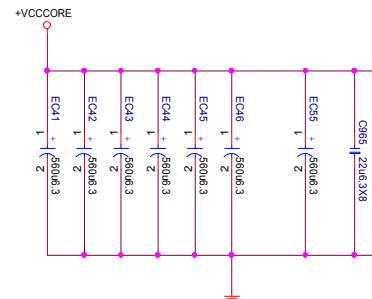 +VCCCORE
EC41
1
+
2
560u6.3
EC42
1
+
2
560u6.3
EC43
1
+
2
560u6.3
EC44
1
+
2
560u6.3
EC45
1
+
2
560u6.3
EC46
1
+
2
560u6.3
EC55
1
+
2
560u6.3
C965
22u6.3X8